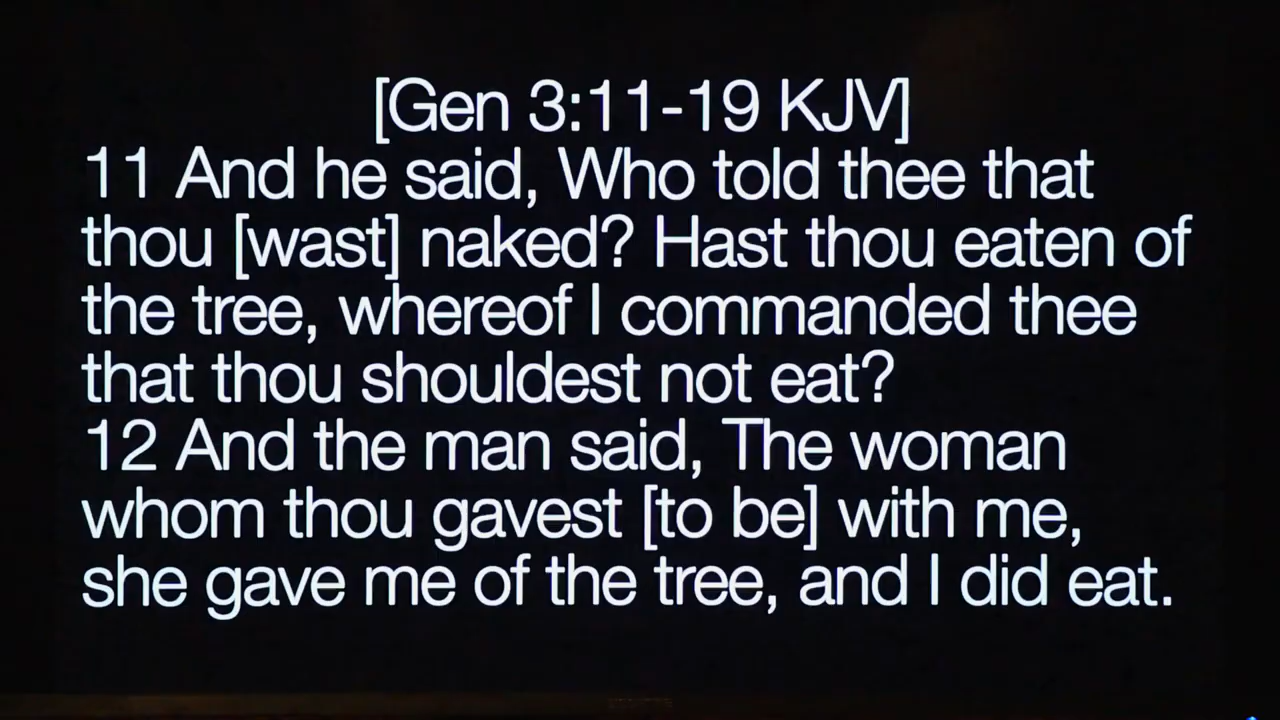 [Gen 3:11-19 KJV]
11 And he said, Who told thee that
thou [wast] naked? Hast thou eaten of
the tree, whereof I commanded thee
that thou shouldest not eat?
12 And the man said, The woman
whom thou gavest [to be] with me,
she gave me of the tree, and I did eat.